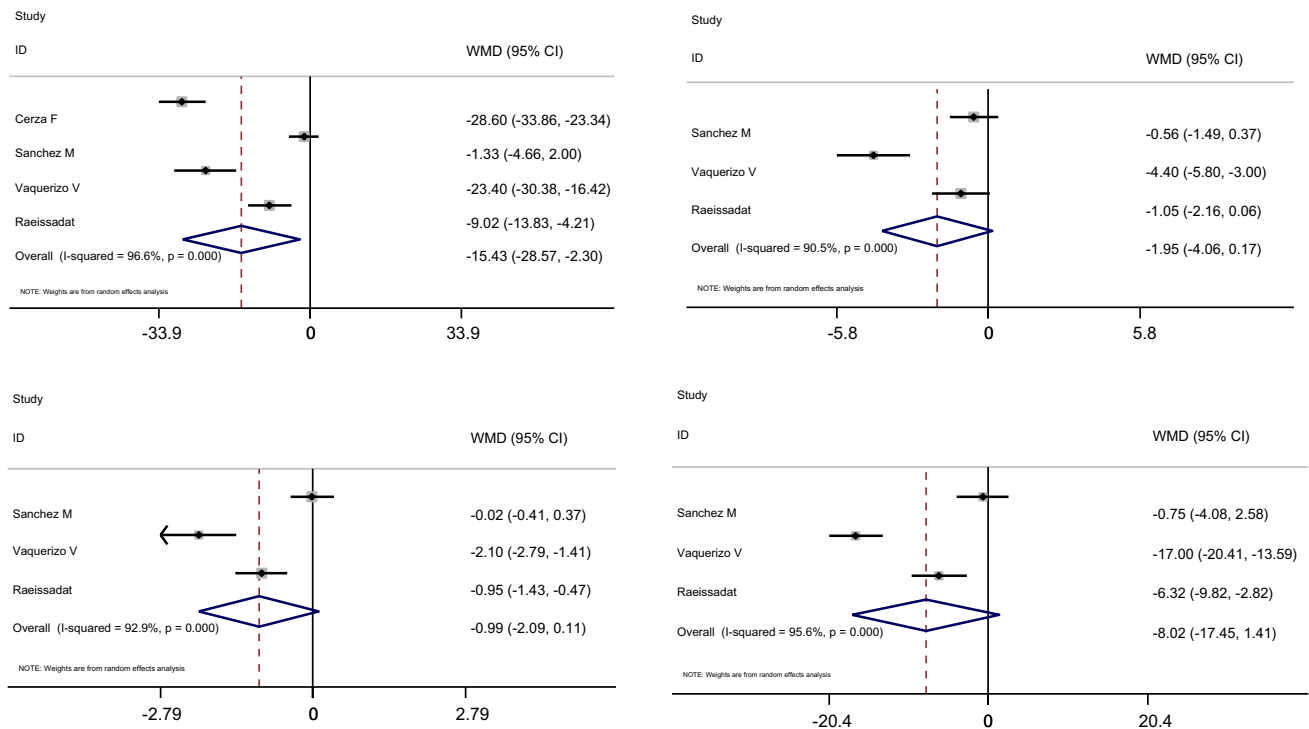 Study
ID WMD (95% CI)
Cerza F -28.60 (-33.86, -23.34)
Sanchez M -1.33 (-4.66, 2.00)
Vaquerizo V -23.40 (-30.38, -16.42)
Raeissadat -9.02 (-13.83, -4.21)
Overall (I-squared = 96.6%, p = 0.000) -15.43 (-28.57, -2.30)
NOTE: Weights are from random effects analysis
-33.9 0 33.9
Study
ID WMD (95% CI)
Sanchez M -0.56 (-1.49, 0.37)
Vaquerizo V -4.40 (-5.80, -3.00)
Raeissadat -1.05 (-2.16, 0.06)
Overall (I-squared = 90.5%, p = 0.000) -1.95 (-4.06, 0.17)
NOTE: Weights are from random effects analysis
-5.8 0 5.8
Study
ID WMD (95% CI)
Sanchez M -0.02 (-0.41, 0.37)
Vaquerizo V -2.10 (-2.79, -1.41)
Raeissadat -0.95 (-1.43, -0.47)
Overall (I-squared = 92.9%, p = 0.000) -0.99 (-2.09, 0.11)
NOTE: Weights are from random effects analysis
-2.79 0 2.79
Study
ID WMD (95% CI)
Sanchez M -0.75 (-4.08, 2.58)
Vaquerizo V -17.00 (-20.41, -13.59)
Raeissadat -6.32 (-9.82, -2.82)
Overall (I-squared = 95.6%, p = 0.000) -8.02 (-17.45, 1.41)
NOTE: Weights are from random effects analysis
-20.4 0 20.4